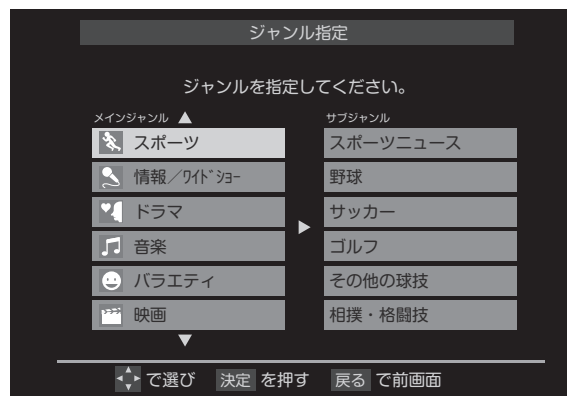 ジャンル指定
ジャンルを指定してください。
メインジャンル ▲
スポーツ
情報／ﾜｲﾄﾞｼｮｰ
ドラマ
音楽
バラエティ
映画
▼
▶
サブジャンル
スポーツニュース
野球
サッカー
ゴルフ
その他の球技
相撲・格闘技
で選び 決定 を押す 戻る で前画面